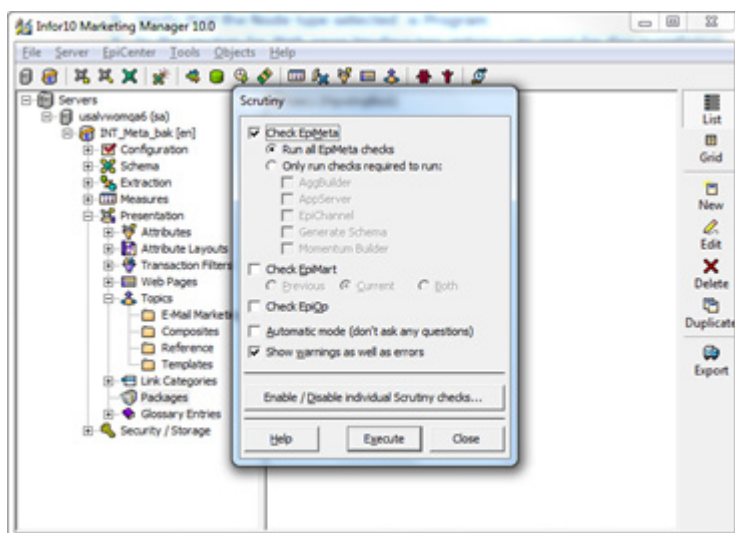 the Node type selected: a Program
Infor10 Marketing Manager 10.0
File Server EpiCenter Tools Objects Help
Servers
usalvwomqa6 (sa)
INT_Meta_bak [en]
Configuration
Schema
Extraction
Measures
Presentation
Attributes
Attribute Layouts
Transaction Filters
Web Pages
Topics
E-Mail Marketi
Composites
Reference
Templates
Link Categories
Packages
Glossary Entries
Security / Storage
Scrutiny
Check EpiMeta
Run all EpiMeta checks
Only run checks required to run:
AggBuilder
AppServer
EpiChannel
Generate Schema
Momentum Builder
Check EpiMart
Previous Current Both
Check EpiOp
Automatic mode (don't ask any questions)
Show warnings as well as errors
Enable / Disable individual Scrutiny checks...
Help Execute Close
List
Grid
New
Edit
Delete
Duplicate
Export